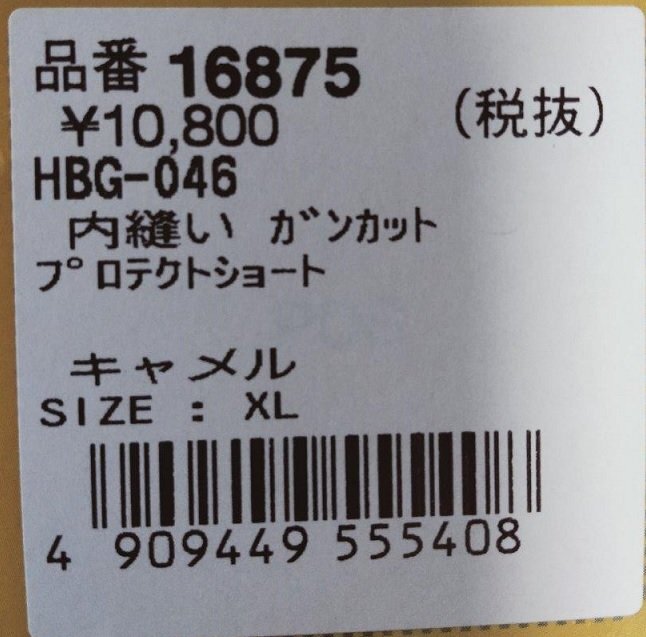 品番 16875
¥10,800 (税抜)
HBG-046
内縫い ガンカット
プロテクトショート
キャメル
SIZE : XL
4 909449 555408